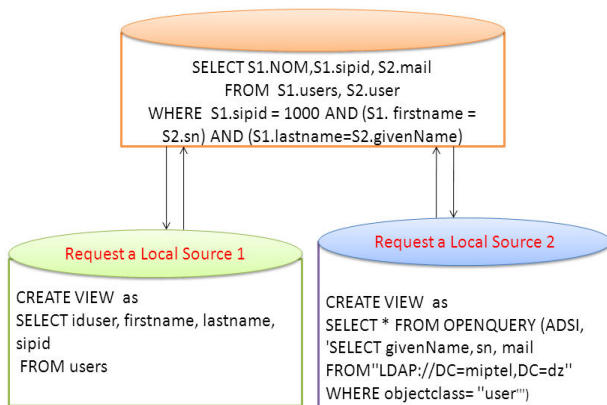 SELECT S1.NOM,S1.sipid, S2.mail
FROM S1.users, S2.user
WHERE S1.sipid = 1000 AND (S1. firstname =
S2.sn) AND (S1.lastname=S2.givenName)
Request a Local Source 1
CREATE VIEW as
SELECT iduser, firstname, lastname,
sipid
FROM users
Request a Local Source 2
CREATE VIEW as
SELECT * FROM OPENQUERY (ADSI,
'SELECT givenName, sn, mail
FROM"LDAP://DC=miptel,DC=dz"
WHERE objectclass= "user''')